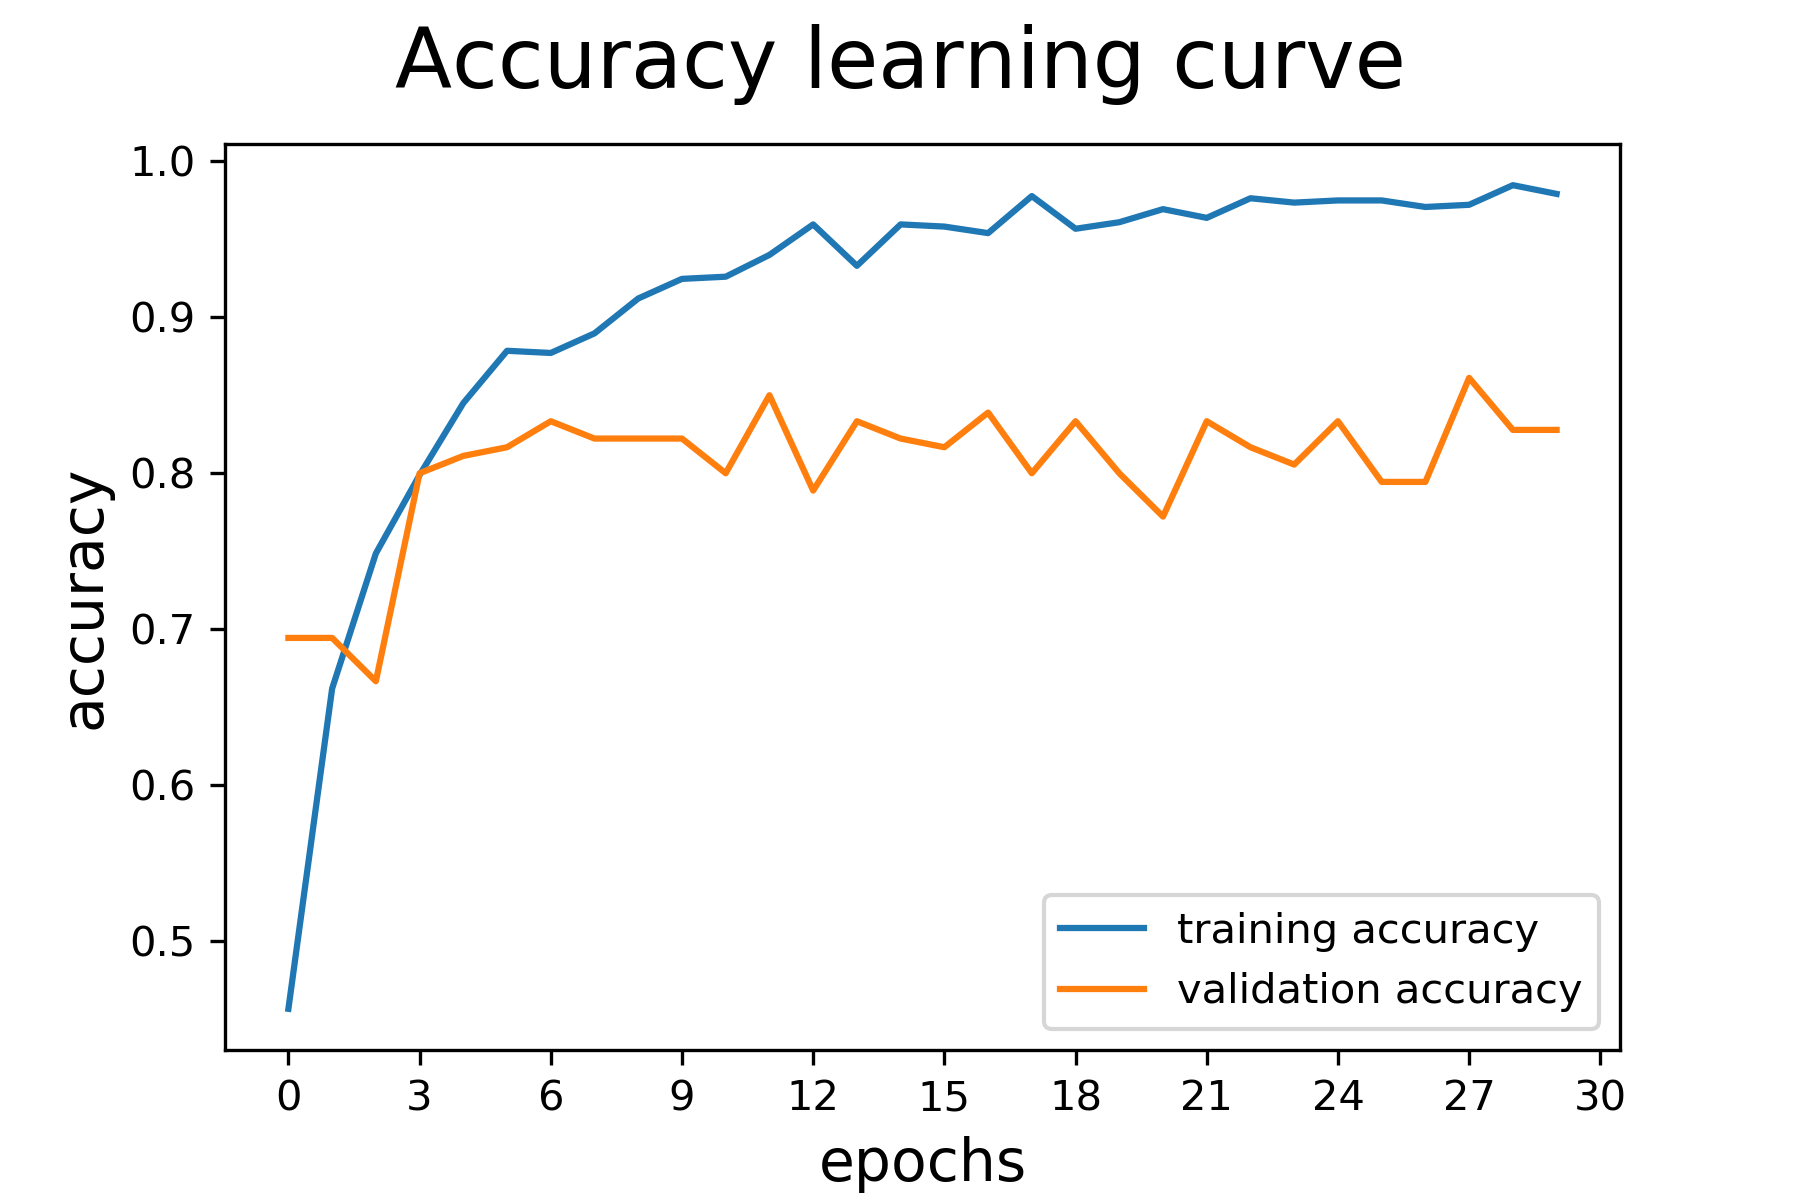 Accuracy learning curve
1.0
0.9
0.8
0.7
0.6
0.5
accuracy
training accuracy
validation accuracy
0 3 6 9 12 15 18 21 24 27 30
epochs